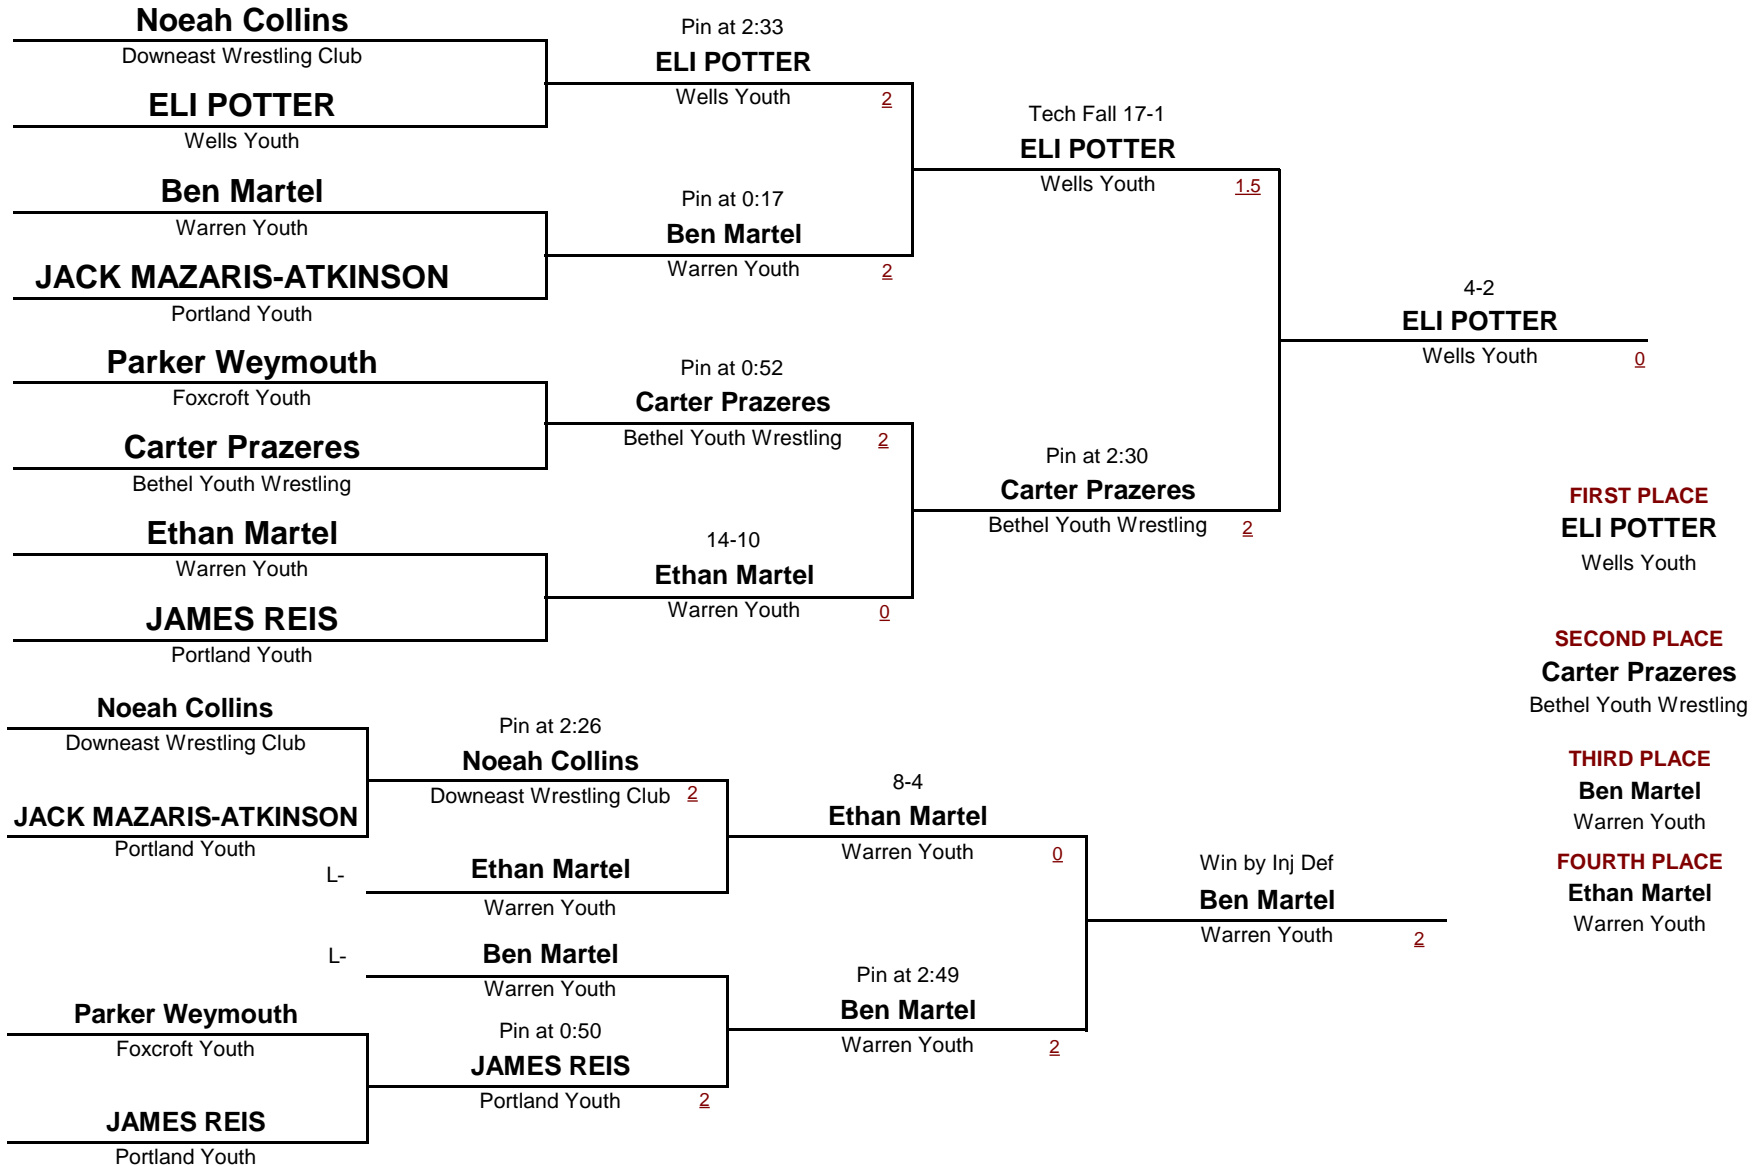 Noeah Collins
Downeast Wrestling Club
ELI POTTER
Wells Youth
Ben Martel
Warren Youth
JACK MAZARIS-ATKINSON
Portland Youth
Parker Weymouth
Foxcroft Youth
Carter Prazeres
Bethel Youth Wrestling
Ethan Martel
Warren Youth
JAMES REIS
Portland Youth
Pin at 2:33
ELI POTTER
Wells Youth 2
Pin at 0:17
Ben Martel
Warren Youth 2
Pin at 0:52
Carter Prazeres
Bethel Youth Wrestling 2
14-10
Ethan Martel
Warren Youth 0
Tech Fall 17-1
ELI POTTER
Wells Youth 1.5
Pin at 2:30
Carter Prazeres
Bethel Youth Wrestling 2
4-2
ELI POTTER
Wells Youth 0
FIRST PLACE
ELI POTTER
Wells Youth
SECOND PLACE
Carter Prazeres
Bethel Youth Wrestling
THIRD PLACE
Ben Martel
Warren Youth
FOURTH PLACE
Ethan Martel
Warren Youth
Noeah Collins
Downeast Wrestling Club
JACK MAZARIS-ATKINSON
Portland Youth
Parker Weymouth
Foxcroft Youth
JAMES REIS
Portland Youth
Pin at 2:26
Noeah Collins
Downeast Wrestling Club 2
L-
Ethan Martel
Warren Youth
L-
Ben Martel
Warren Youth
Pin at 0:50
JAMES REIS
Portland Youth 2
8-4
Ethan Martel
Warren Youth 0
Pin at 2:49
Ben Martel
Warren Youth 2
Win by Inj Def
Ben Martel
Warren Youth 2